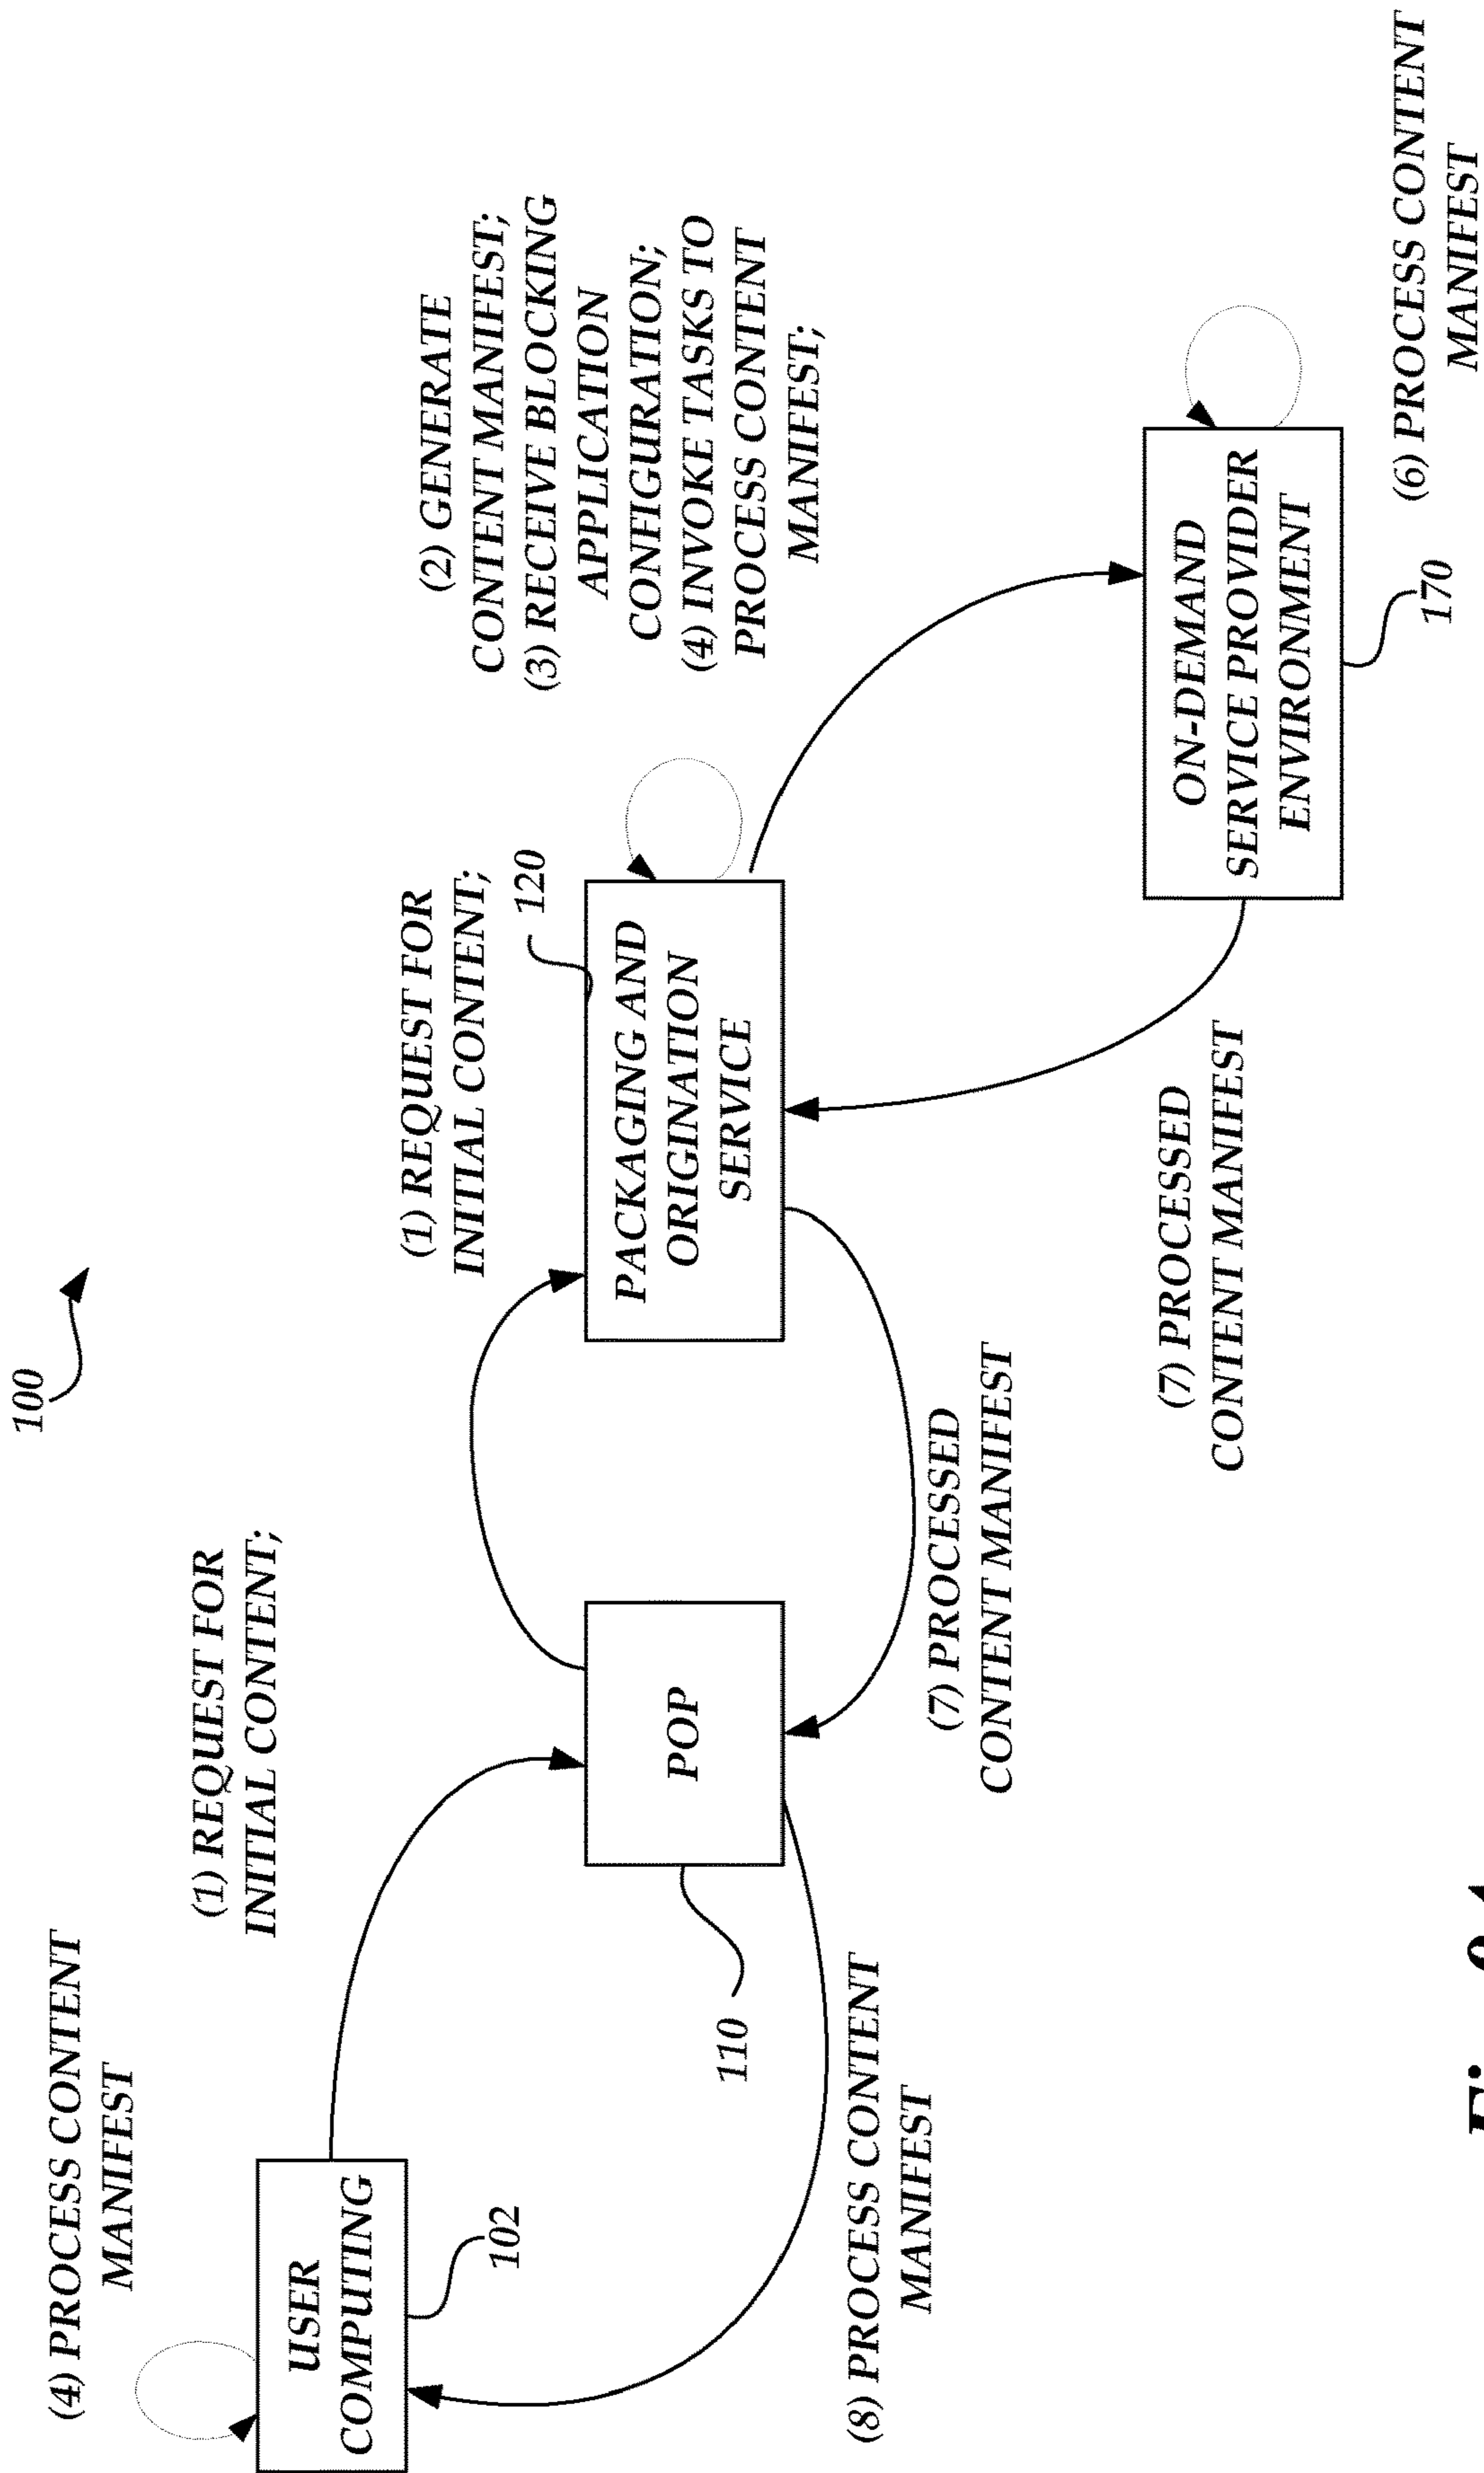 100
(4) PROCESS CONTENT
MANIFEST
(1) REQUEST FOR
INITIAL CONTENT;
(1) REQUEST FOR
INITIAL CONTENT;
(2) GENERATE
CONTENT MANIFEST;
(3) RECEIVE BLOCKING
APPLICATION
CONFIGURATION;
(4) INVOKE TASKS TO
PROCESS CONTENT
MANIFEST;
USER
COMPUTING
102
POP
110
PACKAGING AND
ORIGINATION
SERVICE
120
(8) PROCESS CONTENT
MANIFEST
(7) PROCESSED
CONTENT MANIFEST
(7) PROCESSED
CONTENT MANIFEST
ON-DEMAND
SERVICE PROVIDER
ENVIRONMENT
170
(6) PROCESS CONTENT
MANIFEST